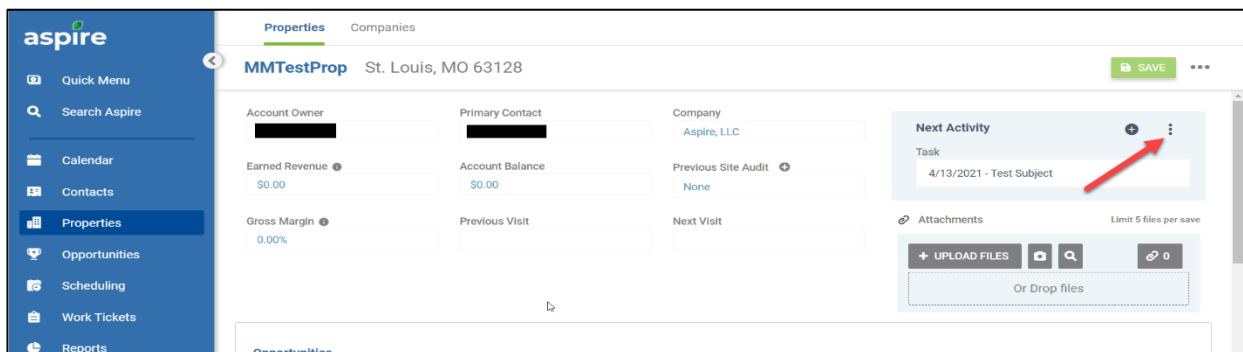 aspire
Quick Menu
Search Aspire
Calendar
Contacts
Properties
Opportunities
Scheduling
Work Tickets
Reports
Properties Companies
MMTestProp St. Louis, MO 63128
SAVE
Account Owner Primary Contact Company
Aspire, LLC
Earned Revenue Account Balance Previous Site Audit
$0.00 $0.00 None
Gross Margin Previous Visit Next Visit
0.00%
Next Activity
Task
4/13/2021 - Test Subject
Attachments Limit 5 files per save
+ UPLOAD FILES 0
Or Drop files
Opportunities